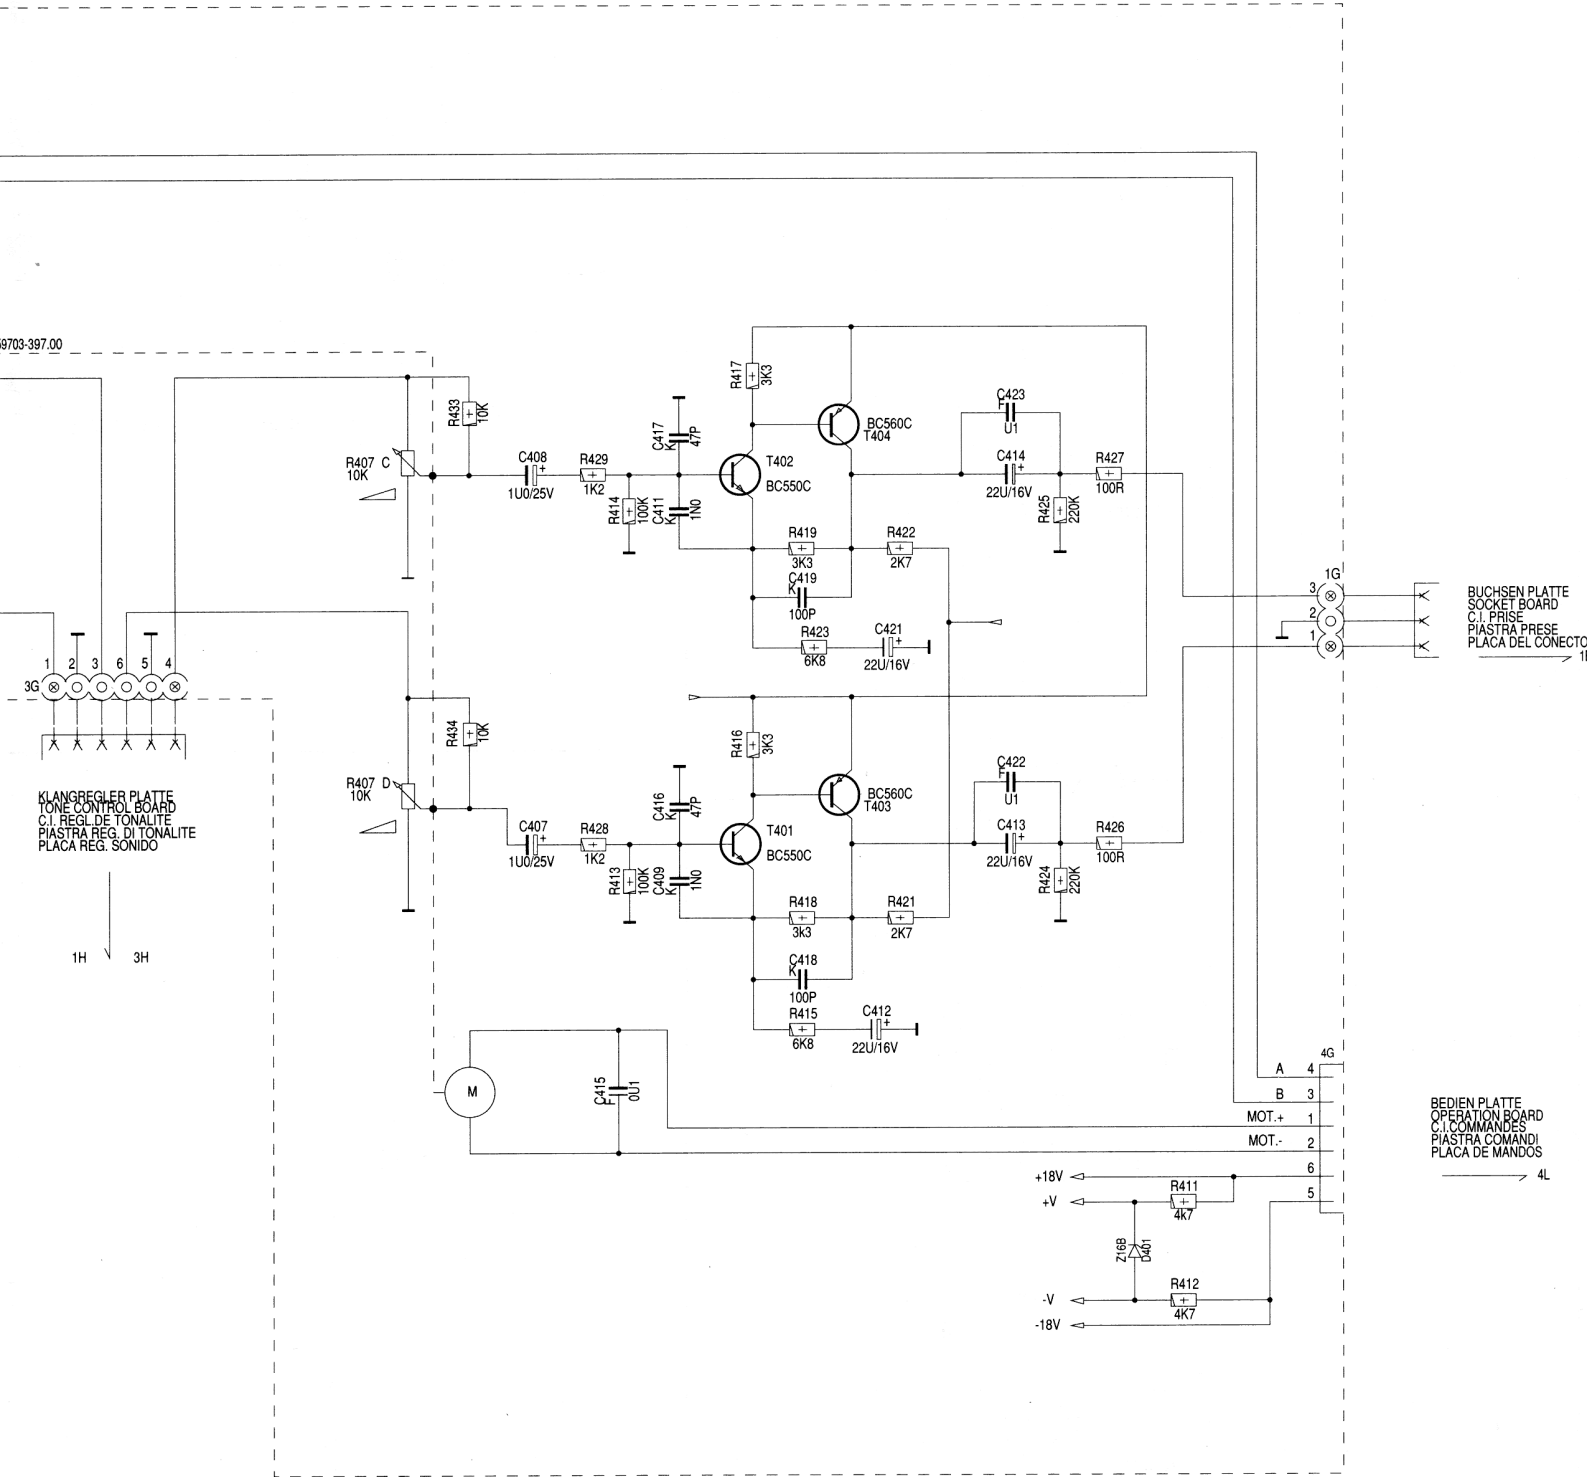 9703-397.00
R433
10K
R407 C
10K
C408
1U0/25V
R429
1K2
R414
100K
C417
K
47P
C411
K
1N0
R417
3K3
T402
BC550C
BC560C
T404
R419
3K3
C419
K
100P
R422
2K7
R423
6K8
C421
22U/16V
C423
F
U1
C414
22U/16V
R425
220K
R427
100R
1G
3
2
1
BUCHSEN PLATTE
SOCKET BOARD
C.I. PRISE
PIASTRA PRESE
PLACA DEL CONECTO
1
3G
1 2 3 6 5 4
KLANGREGLER PLATTE
TONE CONTROL BOARD
C.I. REGL.DE TONALITE
PIASTRA REG. DI TONALITE
PLACA REG. SONIDO
1H
3H
R434
10K
R407 D
10K
C407
1U0/25V
R428
1K2
R413
100K
C416
K
47P
C409
K
1N0
R416
3K3
T401
BC550C
BC560C
T403
R418
3k3
C418
K
100P
R421
2K7
R415
6K8
C412
22U/16V
C422
F
U1
C413
22U/16V
R424
220K
R426
100R
M
C415
F
0U1
4G
A 4
B 3
MOT.+ 1
MOT.- 2
+18V 6
+V 5
R411
4k7
Z16B
D401
R412
4K7
-V
-18V
BEDIEN PLATTE
OPERATION BOARD
C.I.COMMANDES
PIASTRA COMANDI
PLACA DE MANDOS
4L